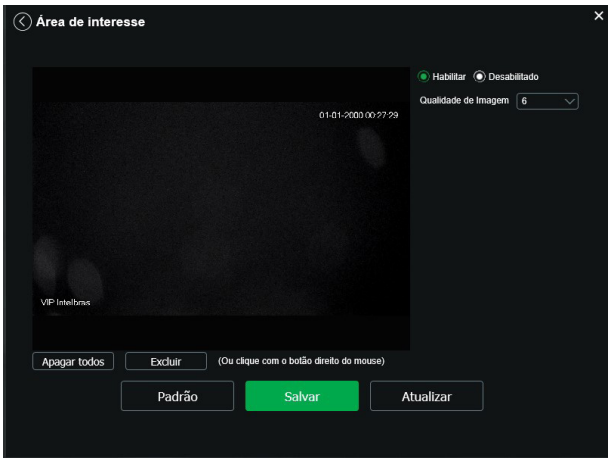 Área de interesse
Habilitar Desabilitado
Qualidade de Imagem 6
01-01-2000 00:27:29
VIP Intelbras
Apagar todos Excluir (Ou clique com o botão direito do mouse)
Padrão Salvar Atualizar